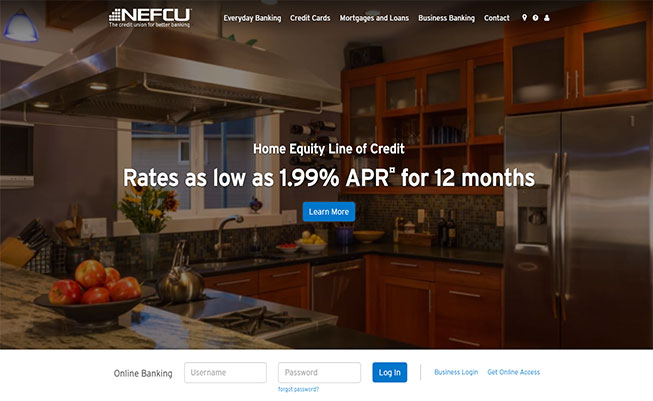 NEFCU
The credit union for better banking
Everyday Banking Credit Cards Mortgages and Loans Business Banking Contact
Home Equity Line of Credit
Rates as low as 1.99% APR¤ for 12 months
Learn More
Online Banking Username Password Log In Business Login Get Online Access
forgot password?